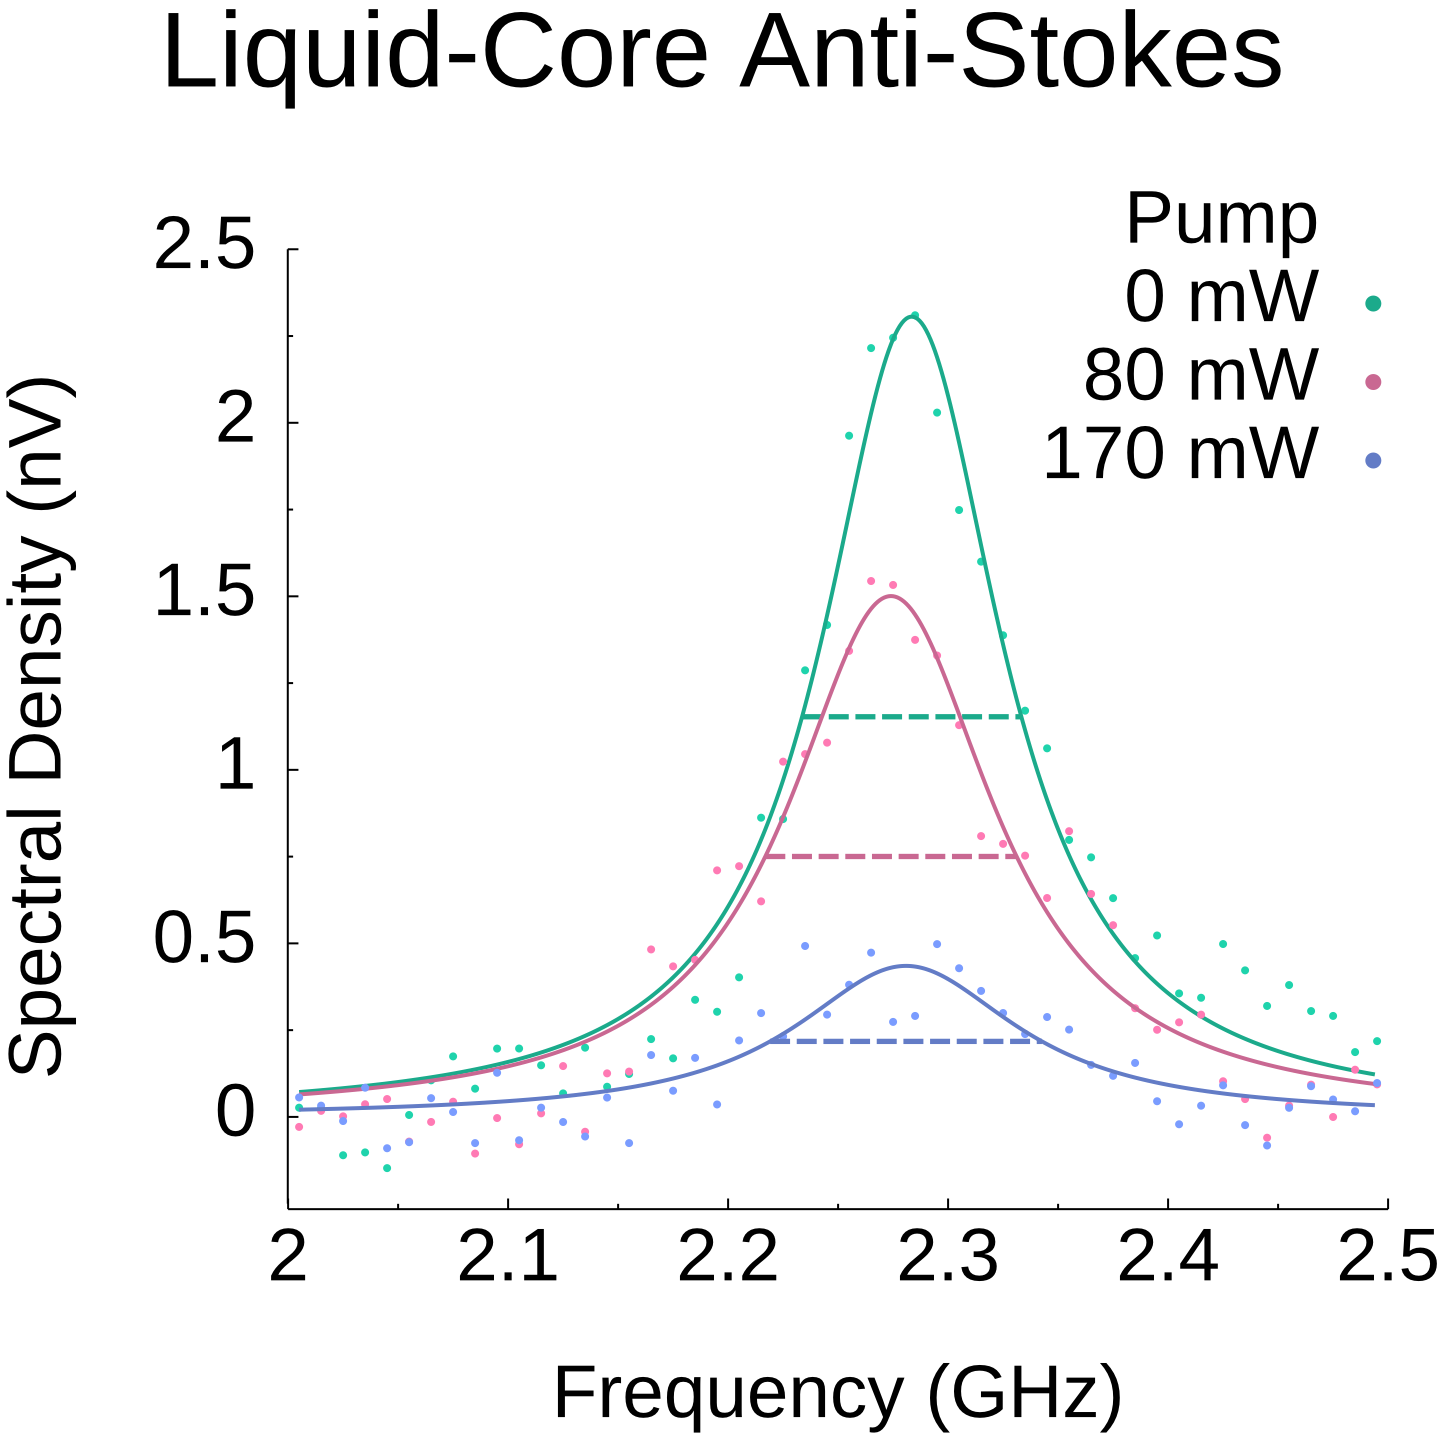 Liquid-Core Anti-Stokes
Pump
0 mW
80 mW
170 mW
Spectral Density (nV)
2.5
2
1.5
1
0.5
0
2 2.1 2.2 2.3 2.4 2.5
Frequency (GHz)